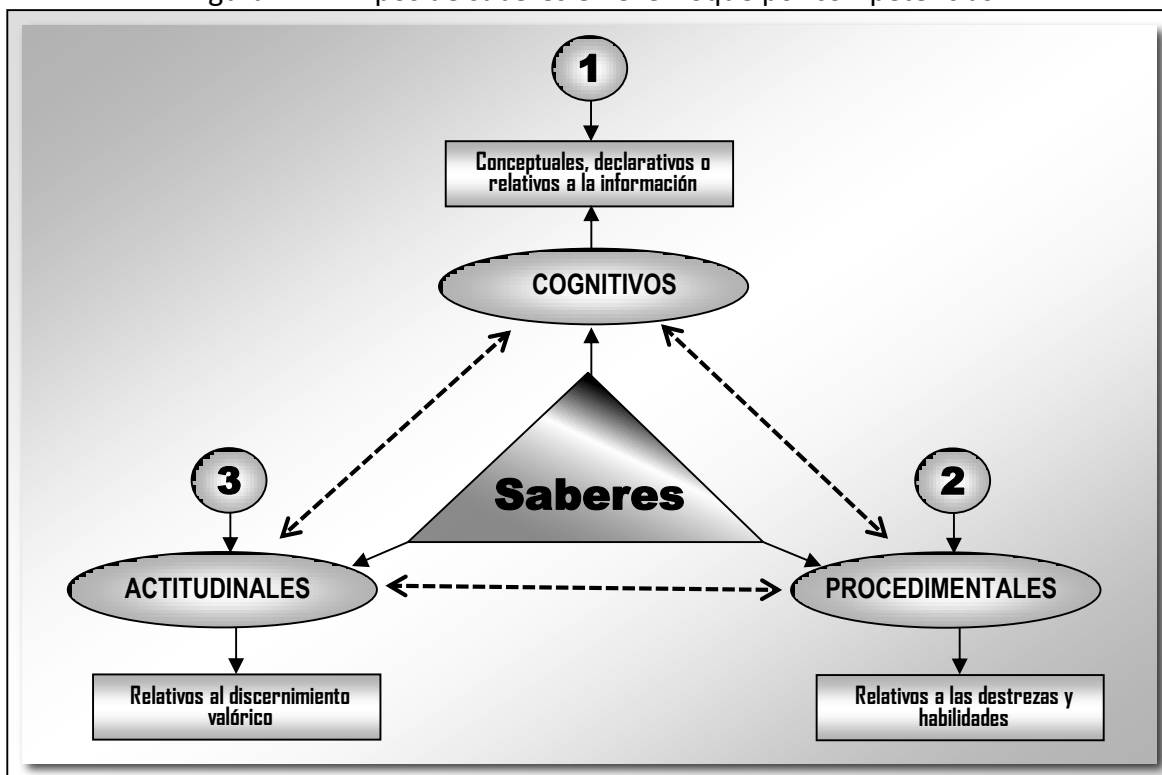 1
Conceptuales, declarativos o
relativos a la información
COGNITIVOS
Saberes
3
2
ACTITUDINALES
PROCEDIMENTALES
Relativos al discernimiento
valórico
Relativos a las destrezas y
habilidades